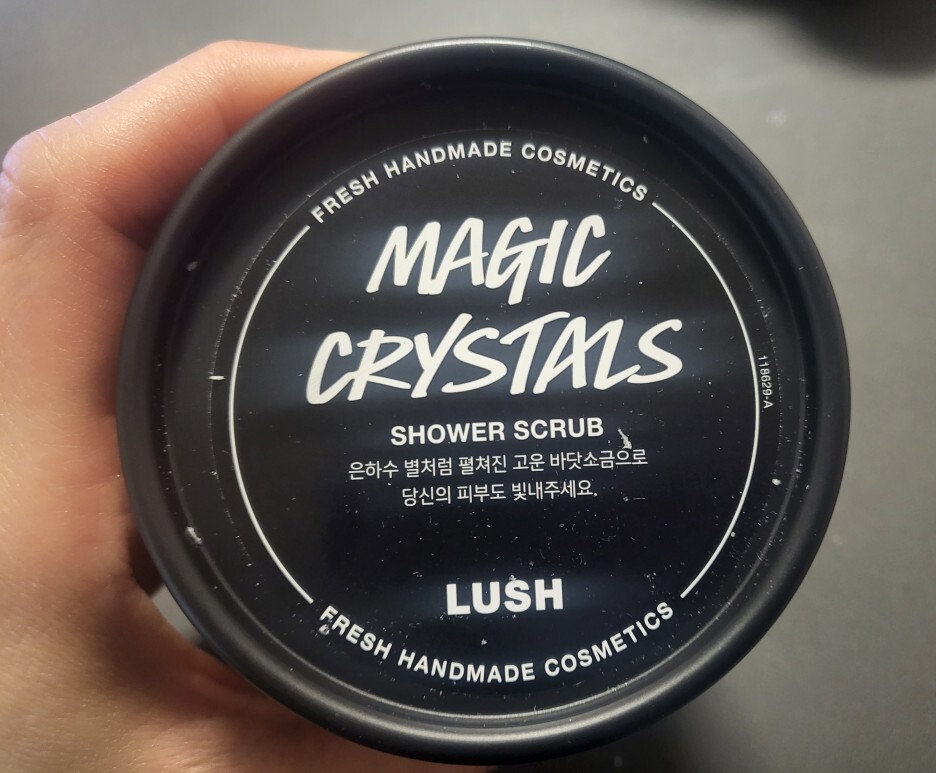 FRESH HANDMADE COSMETICS
MAGIC
CRYSTALS
118629-A
SHOWER SCRUB
은하수 별처럼 펼쳐진 고운 바닷소금으로
당신의 피부도 빛내주세요.
LUSH
FRESH HANDMADE COSMETICS